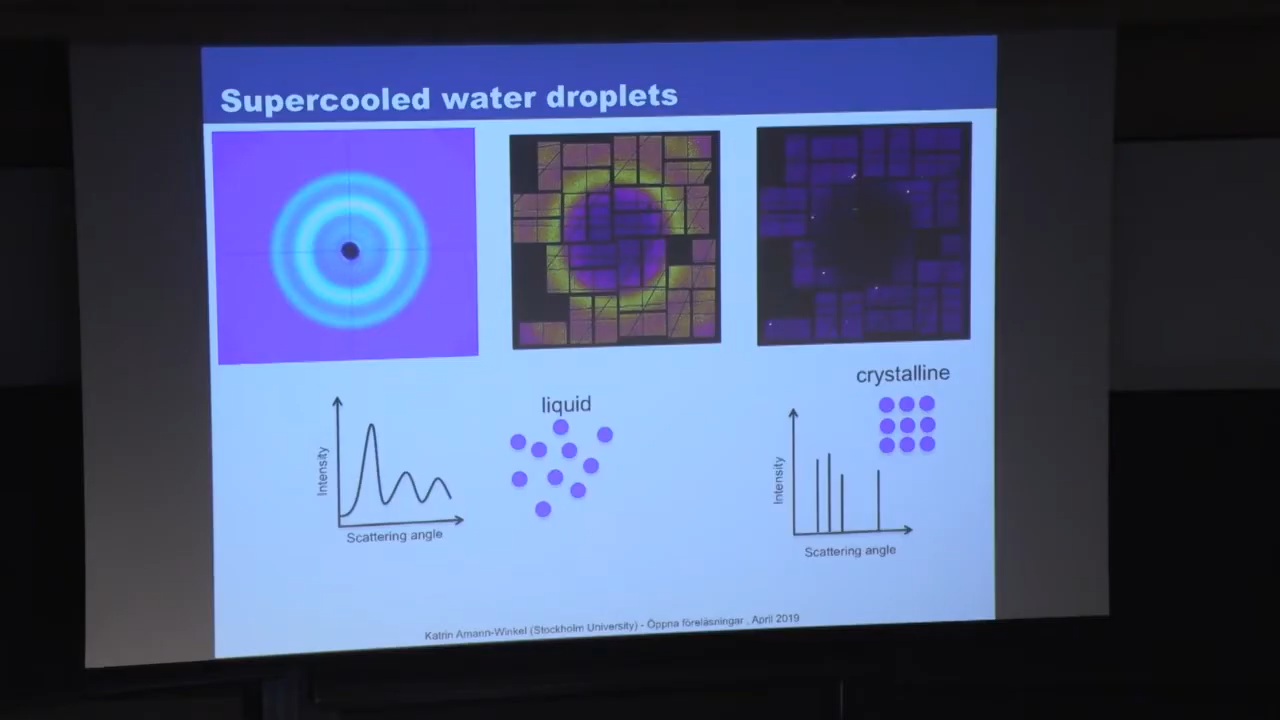 Supercooled water droplets
liquid
crystalline
Intensity
Scattering angle
Intensity
Scattering angle
Katrin Amann-Winkel (Stockholm University) - Öppna föreläsningar , April 2019